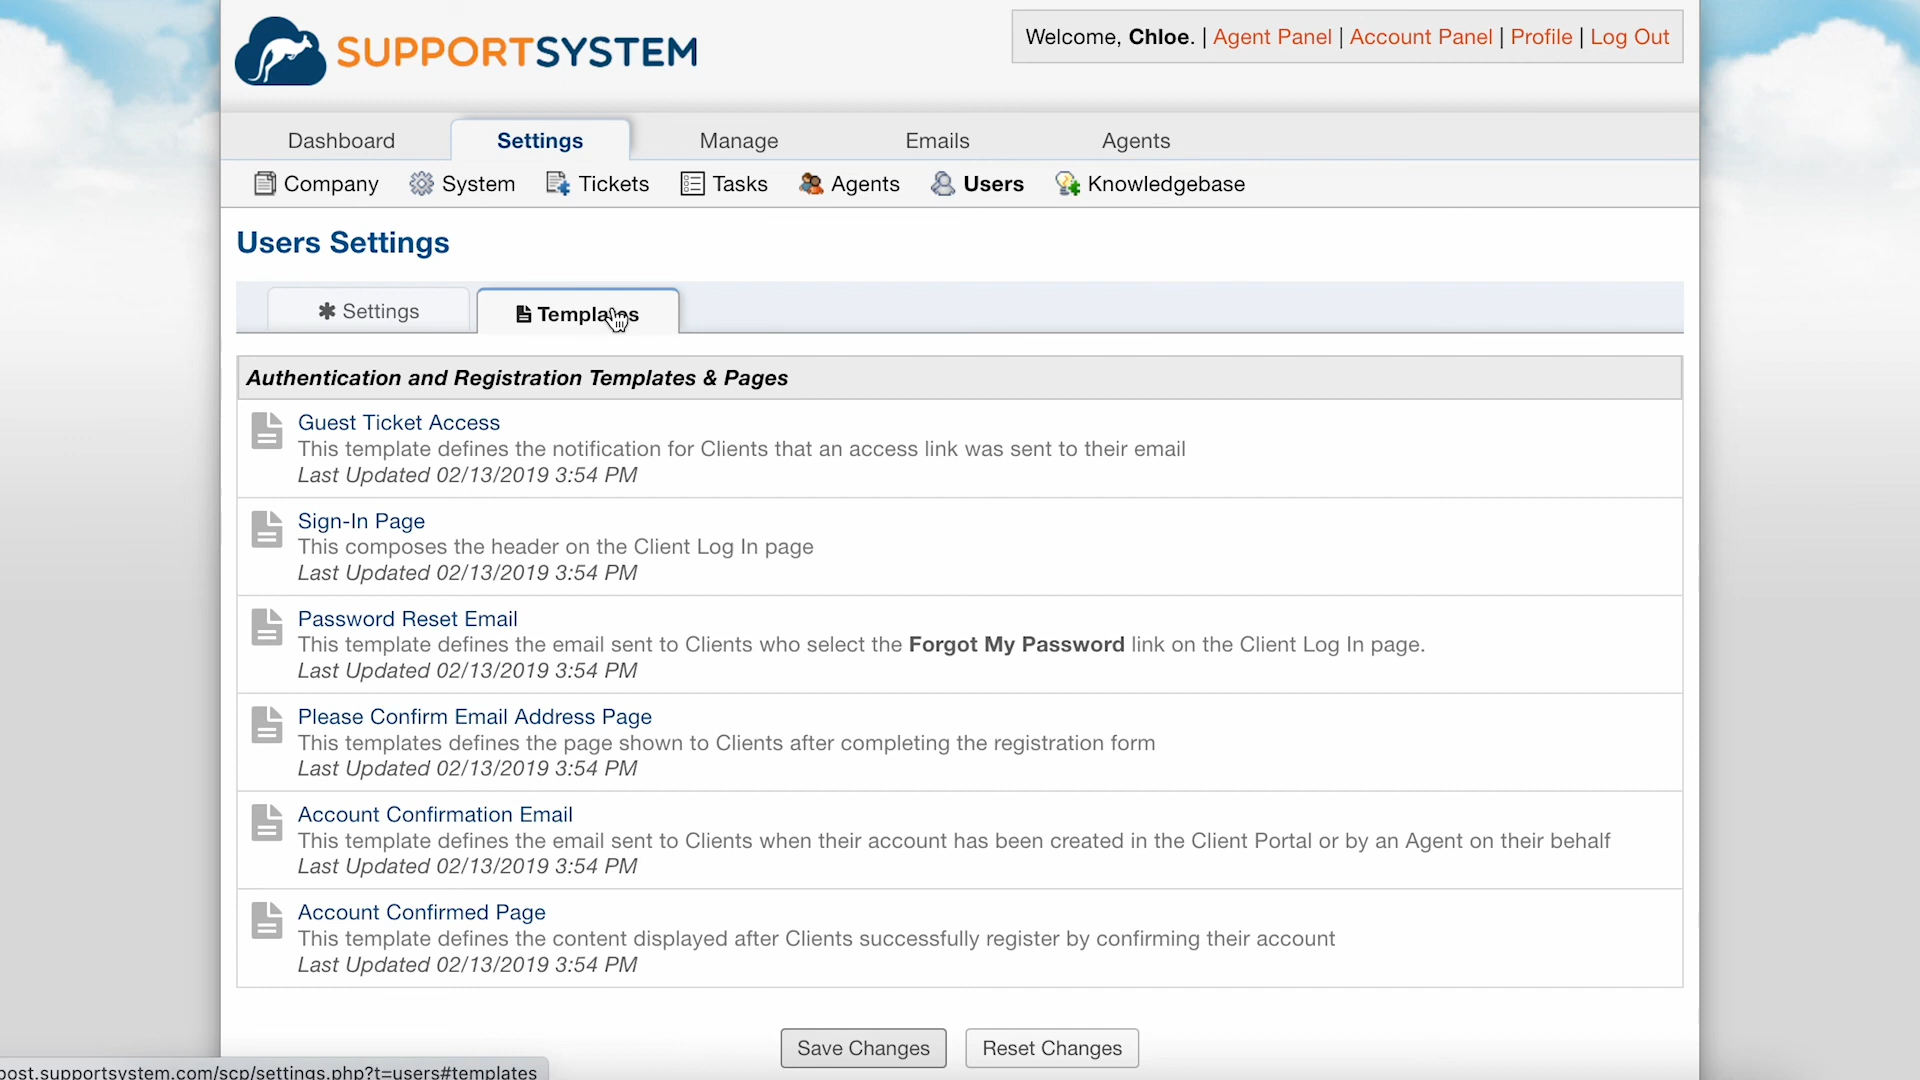 SUPPORTSYSTEM
Welcome, Chloe. | Agent Panel | Account Panel | Profile | Log Out
Dashboard Settings Manage Emails Agents
Company System Tickets Tasks Agents Users Knowledgebase
Users Settings
Settings Templates
Authentication and Registration Templates & Pages
Guest Ticket Access
This template defines the notification for Clients that an access link was sent to their email
Last Updated 02/13/2019 3:54 PM
Sign-In Page
This composes the header on the Client Log In page
Last Updated 02/13/2019 3:54 PM
Password Reset Email
This template defines the email sent to Clients who select the Forgot My Password link on the Client Log In page.
Last Updated 02/13/2019 3:54 PM
Please Confirm Email Address Page
This templates defines the page shown to Clients after completing the registration form
Last Updated 02/13/2019 3:54 PM
Account Confirmation Email
This template defines the email sent to Clients when their account has been created in the Client Portal or by an Agent on their behalf
Last Updated 02/13/2019 3:54 PM
Account Confirmed Page
This template defines the content displayed after Clients successfully register by confirming their account
Last Updated 02/13/2019 3:54 PM
Save Changes Reset Changes
post.supportsystem.com/scp/settings.php?t=users#templates